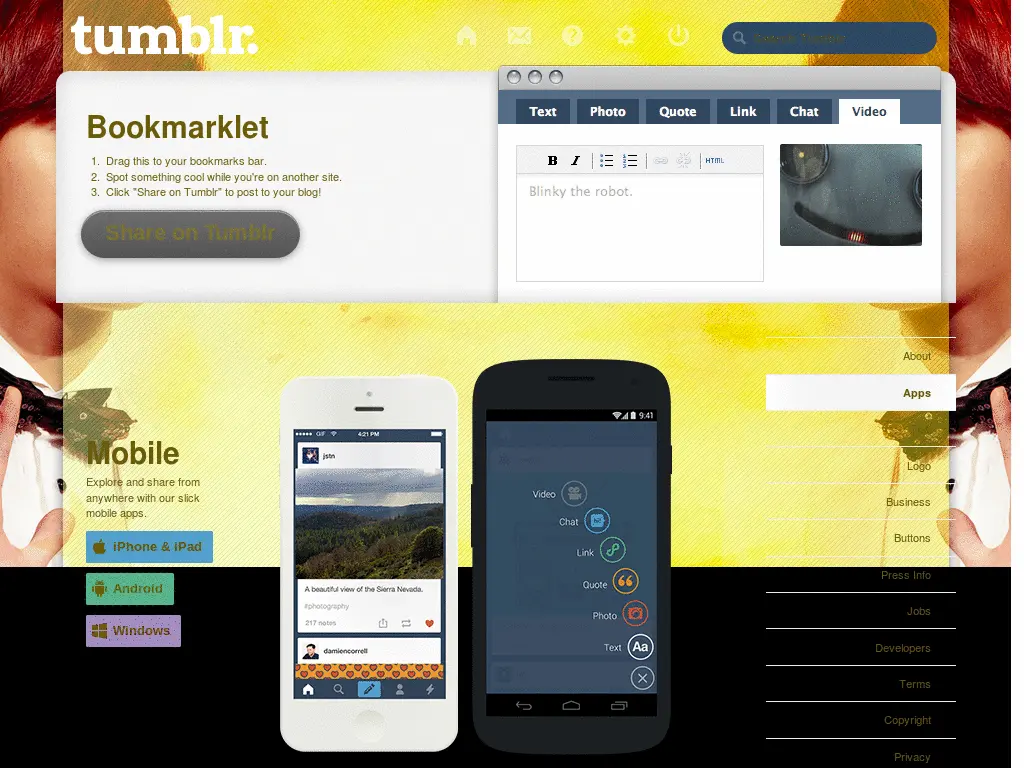 tumblr.
Search Tumblr
Bookmarklet
1. Drag this to your bookmarks bar.
2. Spot something cool while you're on another site.
3. Click "Share on Tumblr" to post to your blog!
Share on Tumblr
Text Photo Quote Link Chat Video
B I HTML
Blinky the robot.
About
Apps
Logo
Business
Buttons
Press Info
Jobs
Developers
Terms
Copyright
Privacy
Mobile
Explore and share from
anywhere with our slick
mobile apps.
iPhone & iPad
Android
Windows
GIF 4:21 PM
jstn
A beautiful view of the Sierra Nevada.
#photography
217 notes
damiencorrell
9:41
Video
Chat
hi!
Link
Quote
Photo
Text Aa